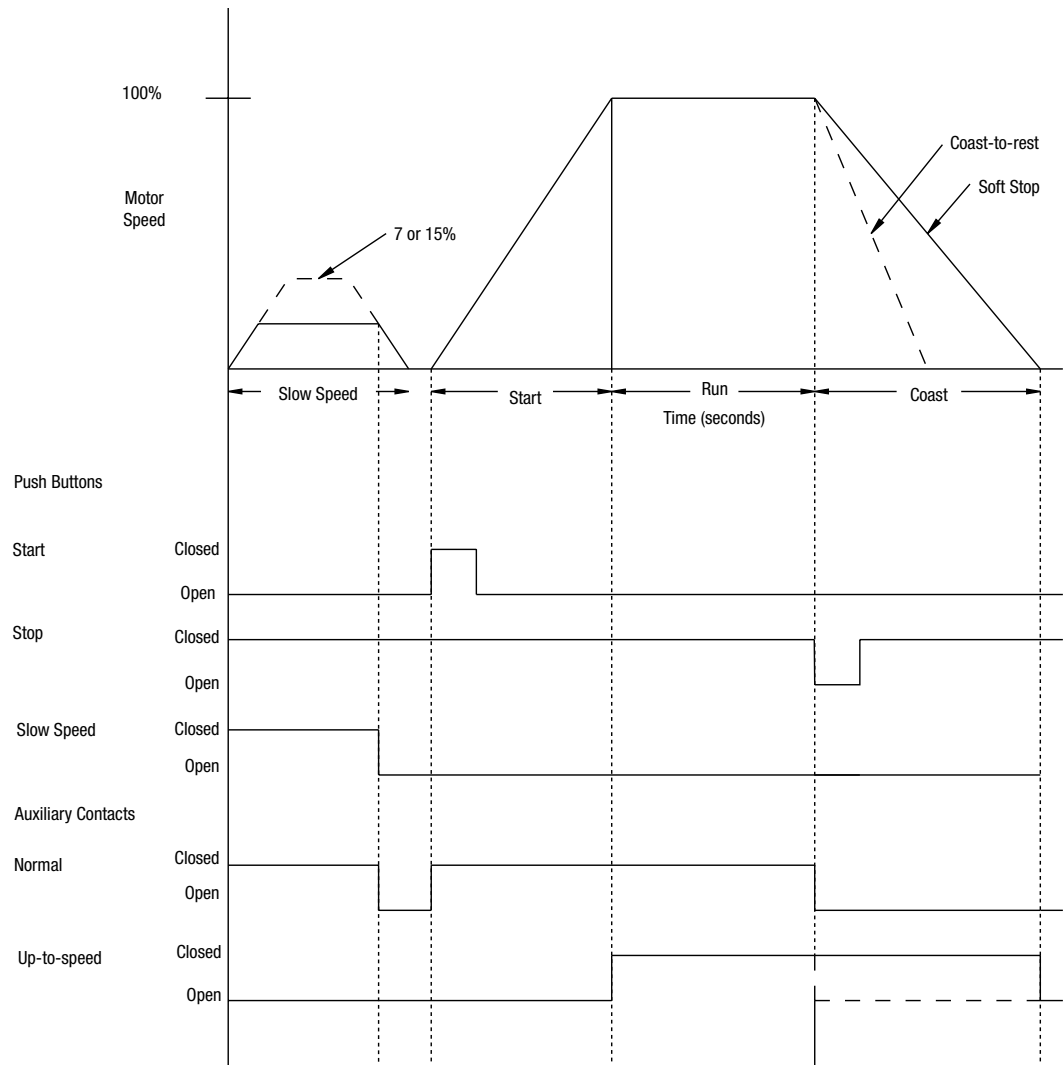 100%
Coast-to-rest
Motor
Speed
Soft Stop
7 or 15%
Slow Speed
Start
Run
Coast
Time (seconds)
Push Buttons
Start
Closed
Open
Stop
Closed
Open
Slow Speed
Closed
Open
Auxiliary Contacts
Normal
Closed
Open
Up-to-speed
Closed
Open